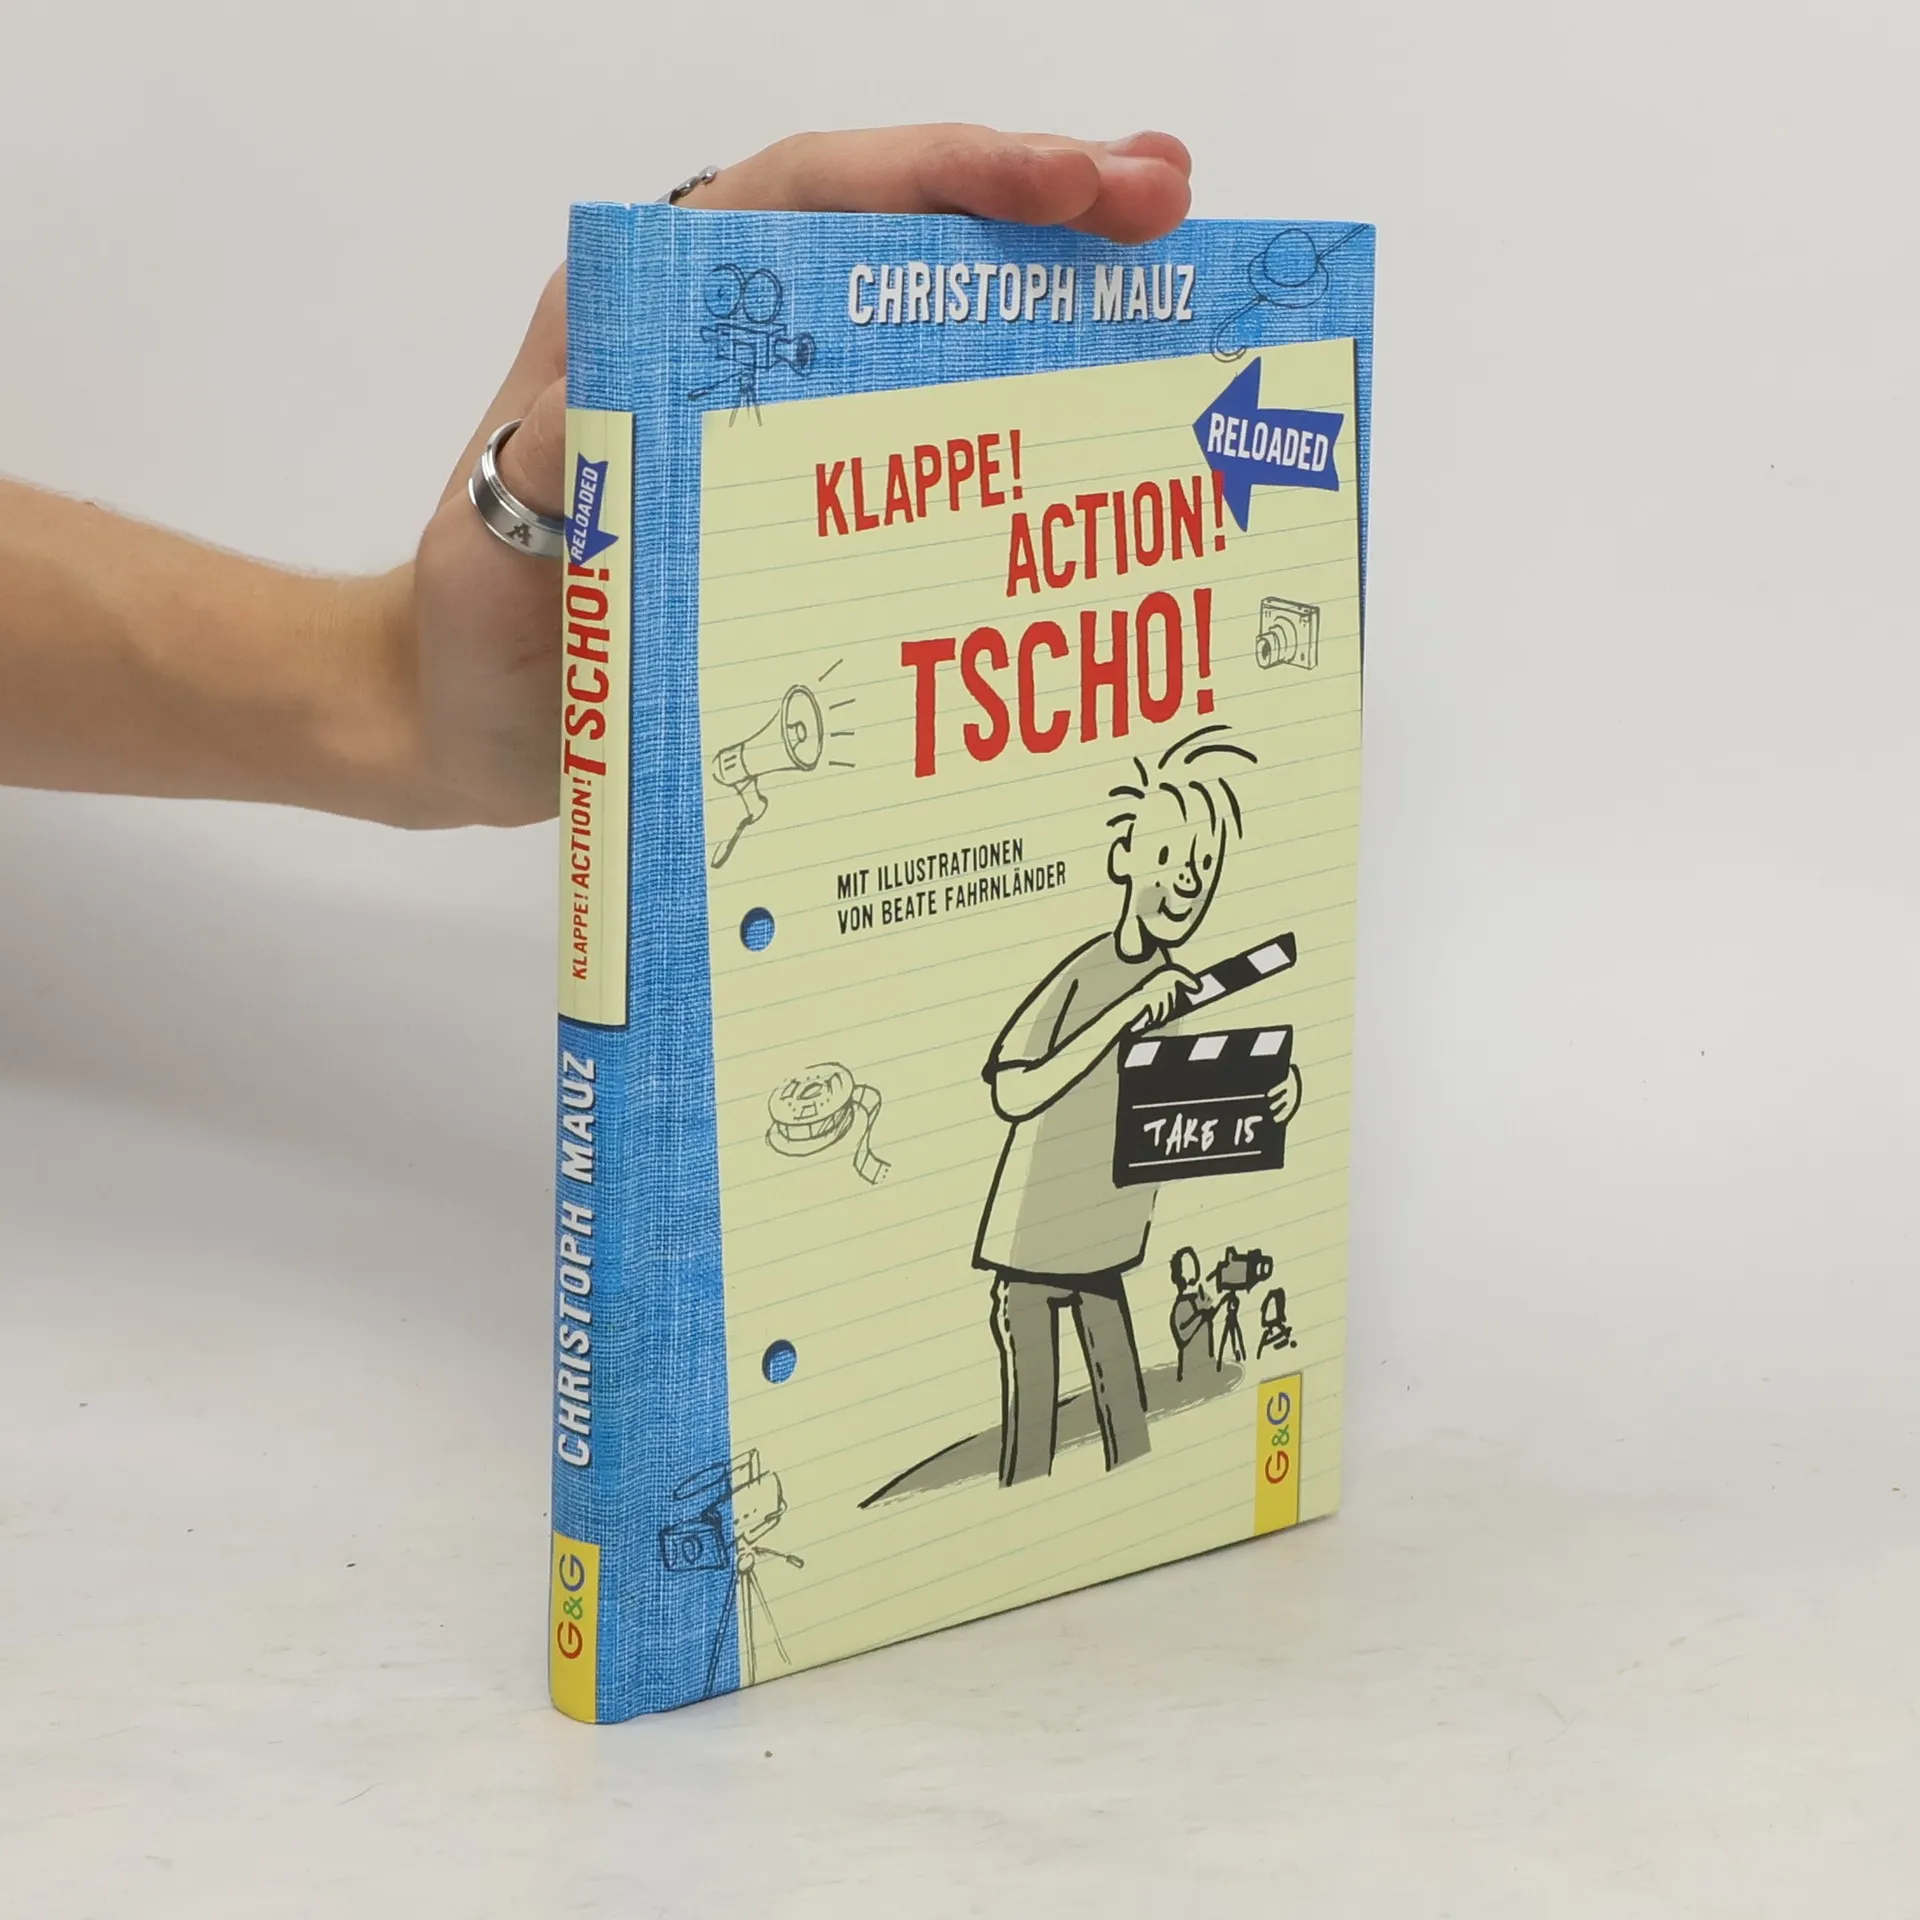 CHRISTOPH MAUZ
RELOADED
KLAPPE!
ACTION!
TSCHO!
MIT ILLUSTRATIONEN
VON BEATE FAHRNLÄNDER
TAKE 15
G&G
RELOADED
KLAPPE! ACTION! TSCHO!
CHRISTOPH MAUZ
G&G
A